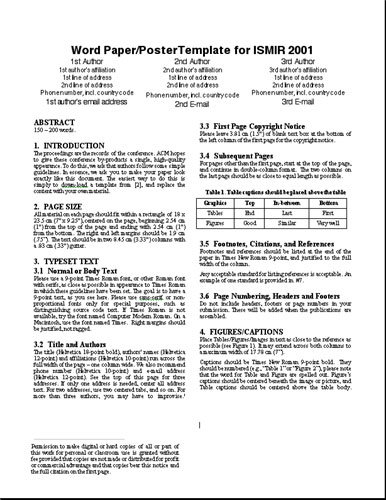 Word Paper/PosterTemplate for ISMIR 2001
1st Author
1st author's affiliation
1st line of address
2nd line of address
Phone number, incl. country code
1st author's email address
2nd Author
2nd author's affiliation
1st line of address
2nd line of address
Phone number, incl. country code
2nd E-mail
3rd Author
3rd author's affiliation
1st line of address
2nd line of address
Phone number, incl. country code
3rd E-mail
ABSTRACT
150 – 200 words.
1. INTRODUCTION
The proceedings are the records of the conference. ACM hopes
to give these conference by-products a single, high-quality
appearance. To do this, we ask that authors follow some simple
guidelines. In essence, we ask you to make your paper look
exactly like this document. The easiest way to do this is
simply to down-load a template from [2], and replace the
content with your own material.
2. PAGE SIZE
All material on each page should fit within a rectangle of 18 x
23.5 cm (7" x 9.25"), centered on the page, beginning 2.54 cm
(1") from the top of the page and ending with 2.54 cm (1")
from the bottom. The right and left margins should be 1.9 cm
(.75"). The text should be in two 8.45 cm (3.33") columns with
a .83 cm (.33") gutter.
3. TYPESET TEXT
3.1 Normal or Body Text
Please use a 9-point Times Roman font, or other Roman font
with serifs, as close as possible in appearance to Times Roman
in which these guidelines have been set. The goal is to have a
9-point text, as you see here. Please use sans-serif or non-
proportional fonts only for special purposes, such as
distinguishing source code text. If Times Roman is not
available, try the font named Computer Modern Roman. On a
Macintosh, use the font named Times. Right margins should
be justified, not ragged.
3.2 Title and Authors
The title (Helvetica 18-point bold), authors' names (Helvetica
12-point) and affiliations (Helvetica 10-point) run across the
full width of the page – one column wide. We also recommend
phone number (Helvetica 10-point) and e-mail address
(Helvetica 12-point). See the top of this page for three
addresses. If only one address is needed, center all address
text. For two addresses, use two centered tabs, and so on. For
more than three authors, you may have to improvise.¹
Permission to make digital or hard copies of all or part of
this work for personal or classroom use is granted without
fee provided that copies are not made or distributed for profit
or commercial advantage and that copies bear this notice and
the full citation on the first page.
3.3 First Page Copyright Notice
Please leave 3.81 cm (1.5") of blank text box at the bottom of
the left column of the first page for the copyright notice.
3.4 Subsequent Pages
For pages other than the first page, start at the top of the page,
and continue in double-column format. The two columns on
the last page should be as close to equal length as possible.
Table 1. Table captions should be placed above the table
Graphics Top In-between Bottom
Tables End Last First
Figures Good Similar Very well
3.5 Footnotes, Citations, and References
Footnotes and references should be listed at the end of the
paper in Times New Roman 9-point, and justified to the full
width of the column.
Any acceptable standard for listing references is acceptable. An
example of one standard is provided in #7.
3.6 Page Numbering, Headers and Footers
Do not include headers, footers or page numbers in your
submission. These will be added when the publications are
assembled.
4. FIGURES/CAPTIONS
Place Tables/Figures/Images in text as close to the reference as
possible (see Figure 1). It may extend across both columns to
a maximum width of 17.78 cm (7").
Captions should be Times New Roman 9-point bold. They
should be numbered (e.g., "Table 1" or "Figure 2"), please note
that the word for Table and Figure are spelled out. Figure's
captions should be centered beneath the image or picture, and
Table captions should be centered above the table body.